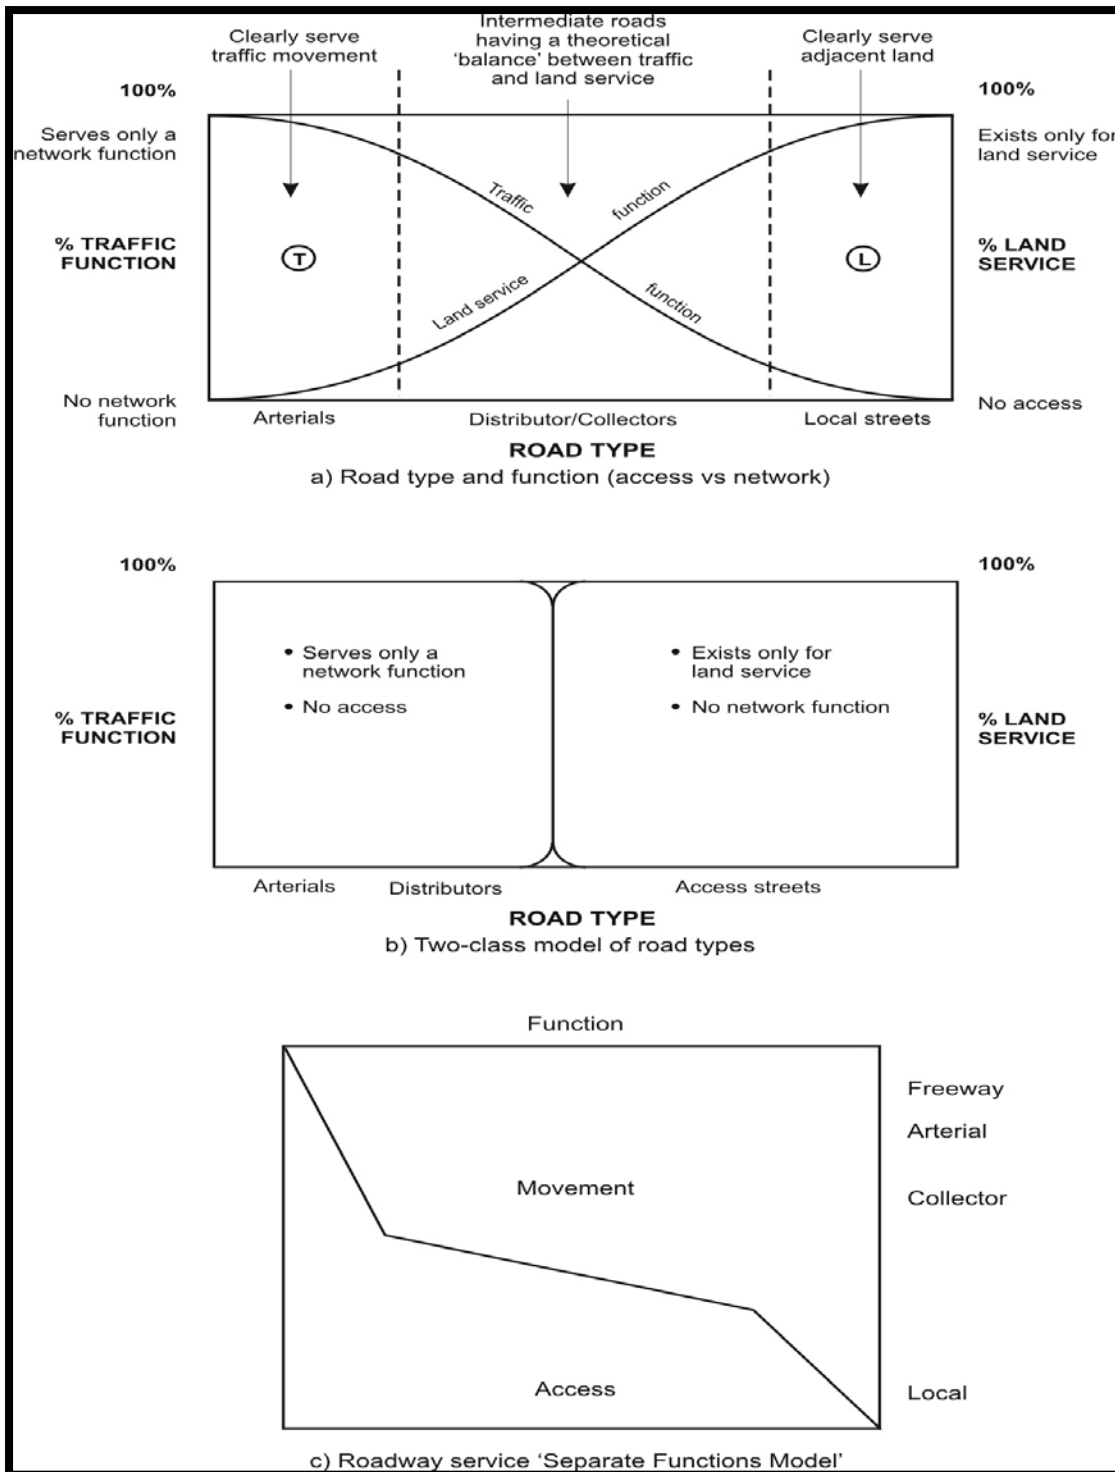 Clearly serve
traffic movement
Intermediate roads
having a theoretical
‘balance’ between traffic
and land service
Clearly serve
adjacent land
100%
100%
Serves only a
network function
Exists only for
land service
Traffic
function
% TRAFFIC
FUNCTION
T
L
% LAND
SERVICE
Land service
function
No network
function
No access
Arterials
Distributor/Collectors
Local streets
ROAD TYPE
a) Road type and function (access vs network)
100%
100%
• Serves only a
network function
• No access
• Exists only for
land service
• No network function
% TRAFFIC
FUNCTION
% LAND
SERVICE
Arterials
Distributors
Access streets
ROAD TYPE
b) Two-class model of road types
Function
Freeway
Arterial
Movement
Collector
Access
Local
c) Roadway service ‘Separate Functions Model’